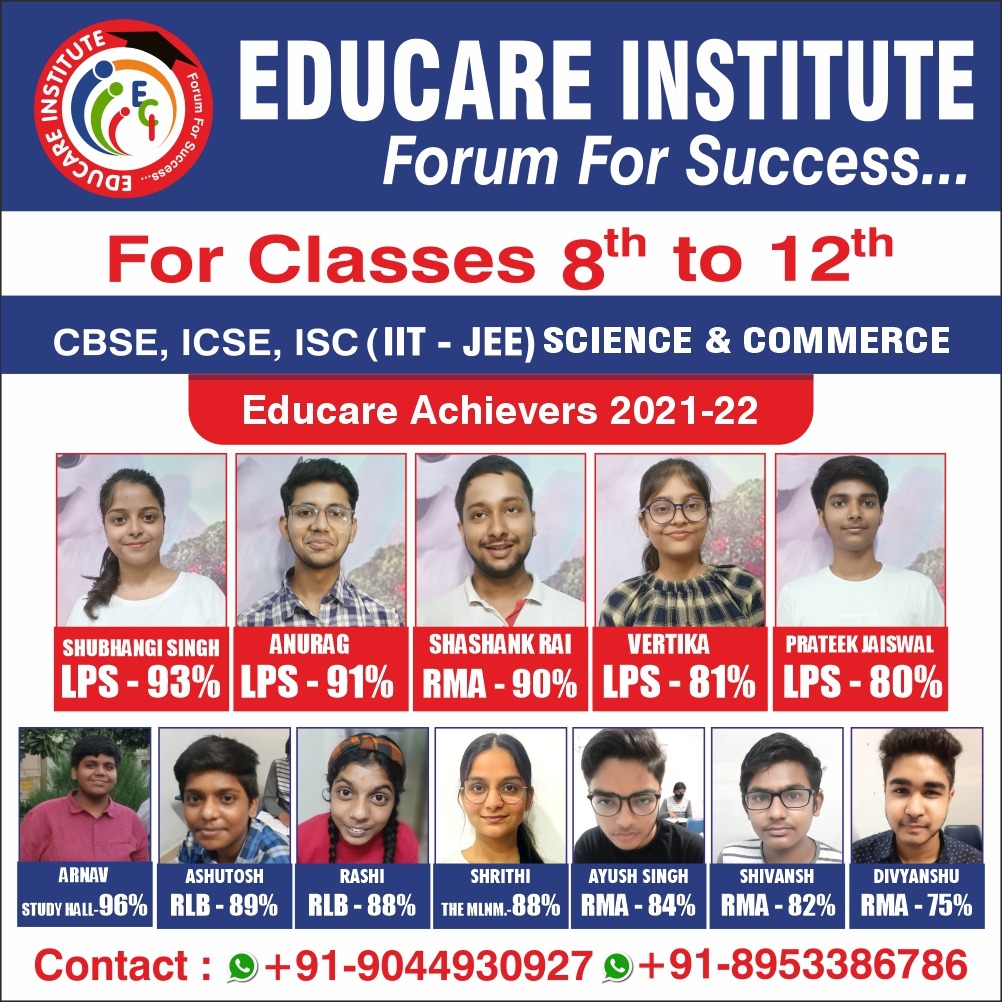 EDUCARE INSTITUTE
Forum For Success...
ECI
EDUCARE INSTITUTE
Forum For Success...
For Classes 8th to 12th
CBSE, ICSE, ISC (IIT - JEE) SCIENCE & COMMERCE
Educare Achievers 2021-22
SHUBHANGI SINGH
LPS - 93%
ANURAG
LPS - 91%
SHASHANK RAI
RMA - 90%
VERTIKA
LPS - 81%
PRATEEK JAISWAL
LPS - 80%
ARNAV
STUDY HALL-96%
ASHUTOSH
RLB - 89%
RASHI
RLB - 88%
SHRITHI
THE MLNM.-88%
AYUSH SINGH
RMA - 84%
SHIVANSH
RMA - 82%
DIVYANSHU
RMA - 75%
Contact : +91-9044930927 +91-8953386786